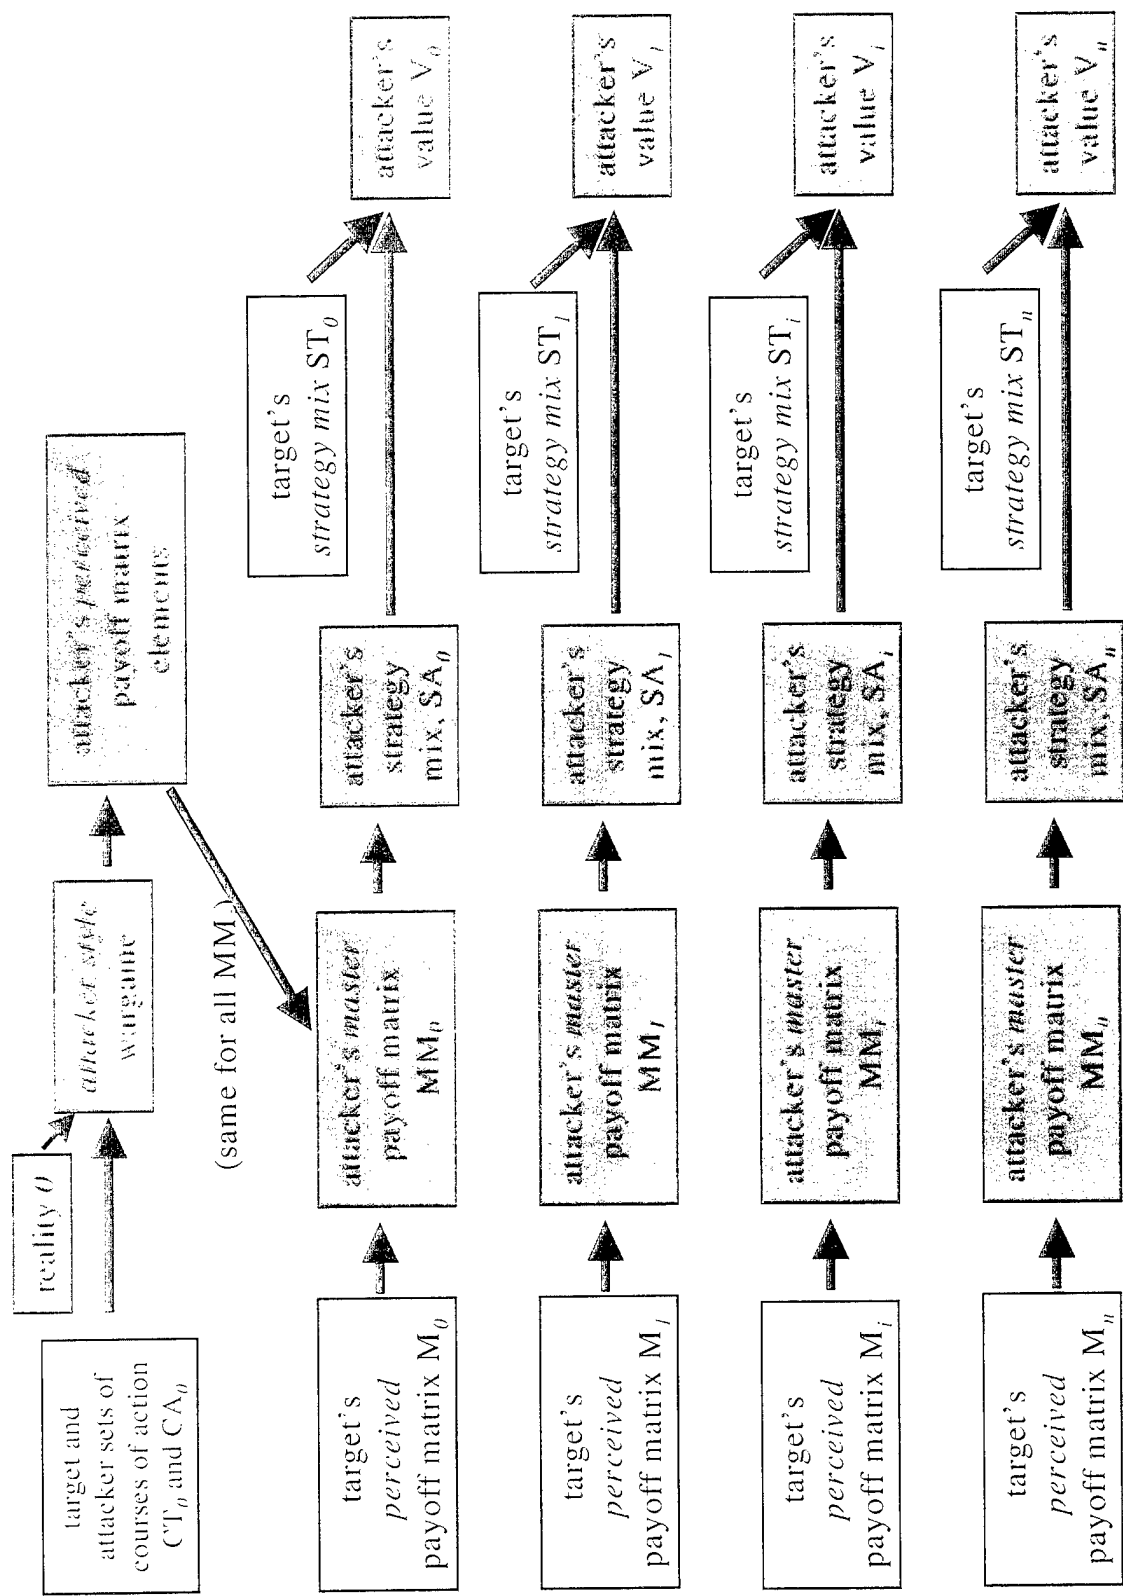 target and
attacker sets of
courses of action
CT₀ and CA₀
reality 0
attacker style
wargame
attacker's perceived
payoff matrix
elements
(same for all MM.)
target's
perceived
payoff matrix M₀
attacker's master
payoff matrix
MM₀
attacker's
strategy
mix, SA₀
target's
strategy mix ST₀
attacker's
value V₀
target's
perceived
payoff matrix M₁
attacker's master
payoff matrix
MM₁
attacker's
strategy
mix, SA₁
target's
strategy mix ST₁
attacker's
value V₁
target's
perceived
payoff matrix Mᵢ
attacker's master
payoff matrix
MMᵢ
attacker's
strategy
mix, SAᵢ
target's
strategy mix STᵢ
attacker's
value Vᵢ
target's
perceived
payoff matrix Mₙ
attacker's master
payoff matrix
MMₙ
attacker's
strategy
mix, SAₙ
target's
strategy mix STₙ
attacker's
value Vₙ